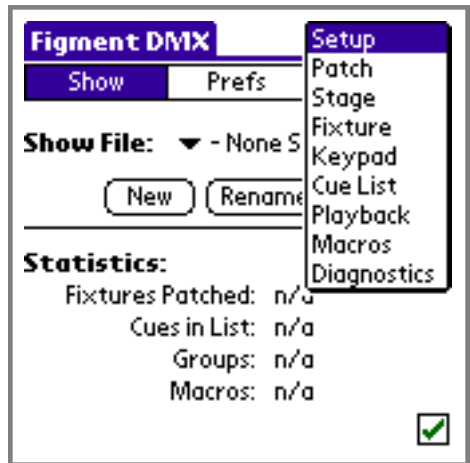 Figment DMX
Show Prefs
Show File: - None S
New Rename
Statistics:
Fixtures Patched: n/a
Cues in List: n/a
Groups: n/a
Macros: n/a
Setup
Patch
Stage
Fixture
Keypad
Cue List
Playback
Macros
Diagnostics